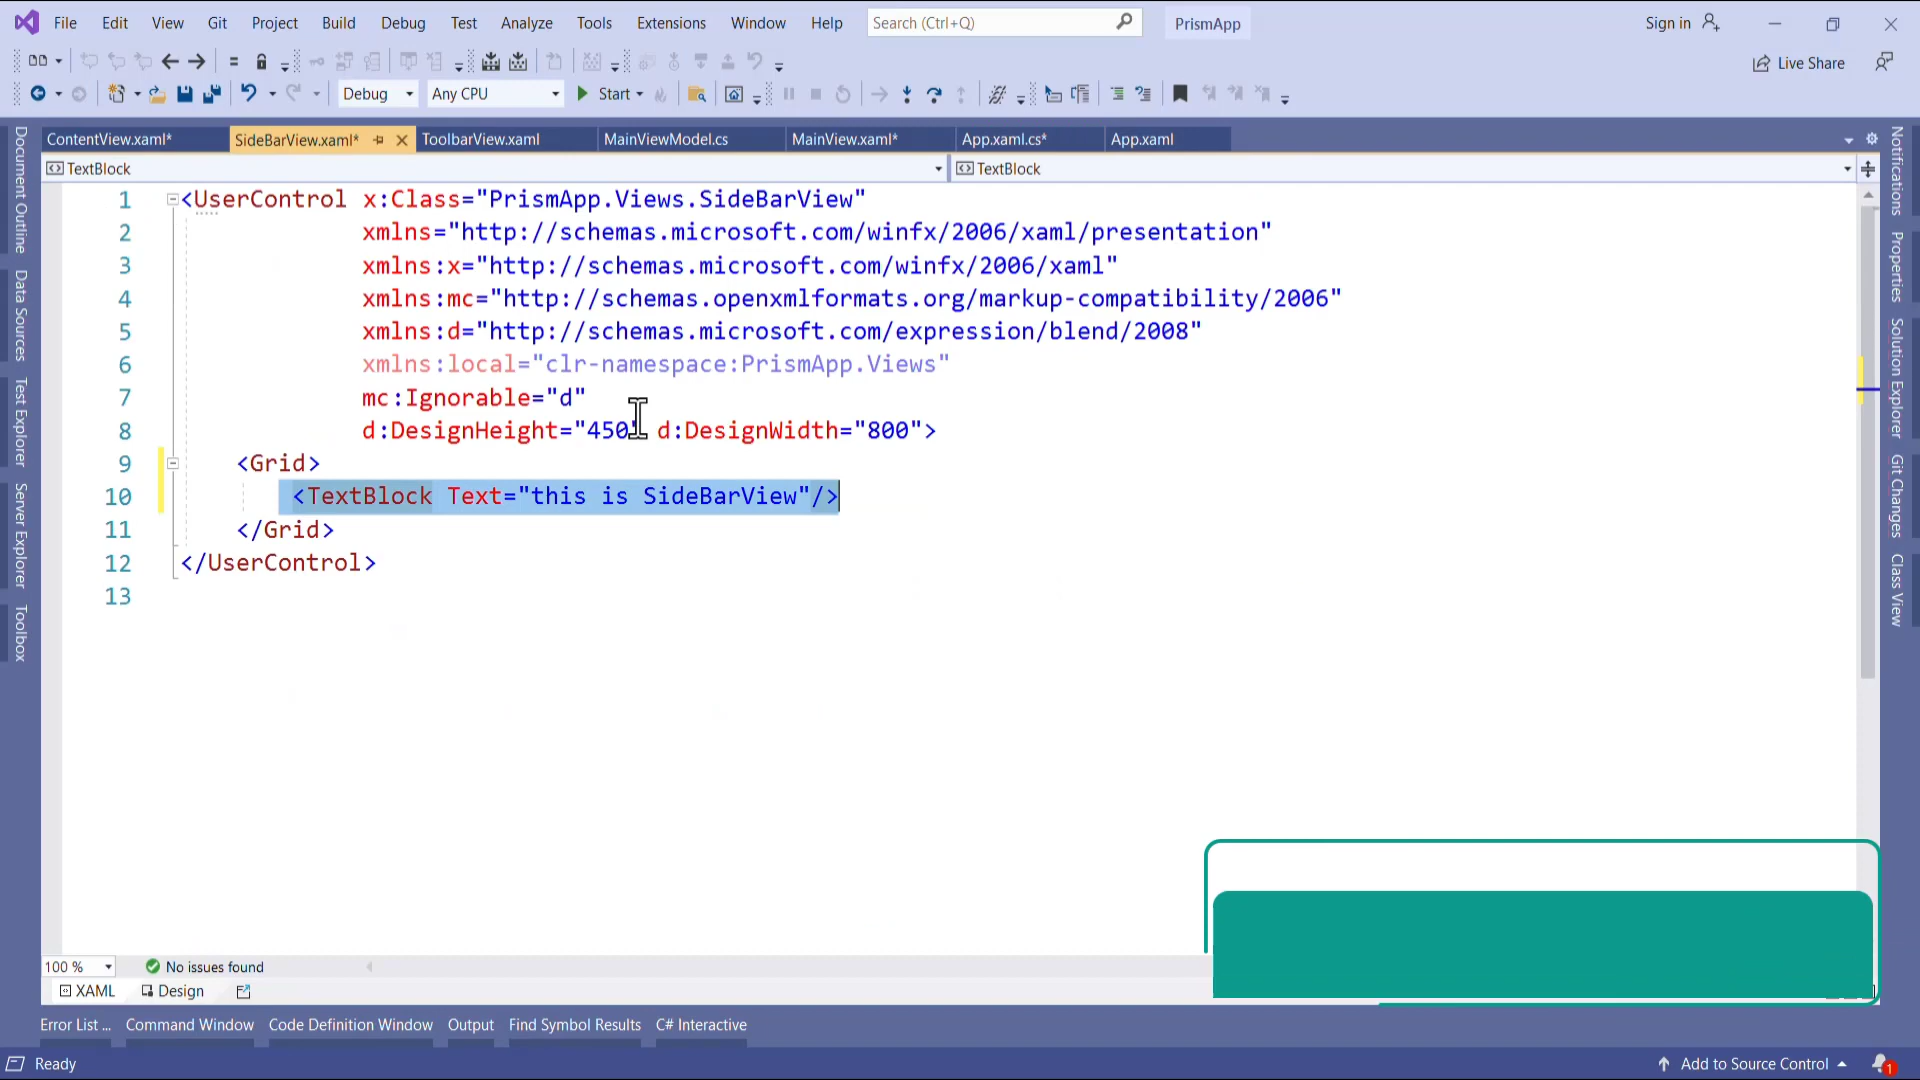 File Edit View Git Project Build Debug Test Analyze Tools Extensions Window Help Search (Ctrl+Q) PrismApp Sign in
Live Share
Debug Any CPU Start
ContentView.xaml* SideBarView.xaml* ToolbarView.xaml MainViewModel.cs MainView.xaml* App.xaml.cs* App.xaml
TextBlock TextBlock
1 <UserControl x:Class="PrismApp.Views.SideBarView"
2 xmlns="http://schemas.microsoft.com/winfx/2006/xaml/presentation"
3 xmlns:x="http://schemas.microsoft.com/winfx/2006/xaml"
4 xmlns:mc="http://schemas.openxmlformats.org/markup-compatibility/2006"
5 xmlns:d="http://schemas.microsoft.com/expression/blend/2008"
6 xmlns:local="clr-namespace:PrismApp.Views"
7 mc:Ignorable="d"
8 d:DesignHeight="450" d:DesignWidth="800">
9 <Grid>
10 <TextBlock Text="this is SideBarView"/>
11 </Grid>
12 </UserControl>
13
Document Outline
Data Sources
Test Explorer
Server Explorer
Toolbox
Notifications
Properties
Solution Explorer
Git Changes
Class View
100 % No issues found
XAML Design
Error List ... Command Window Code Definition Window Output Find Symbol Results C# Interactive
Ready Add to Source Control 1